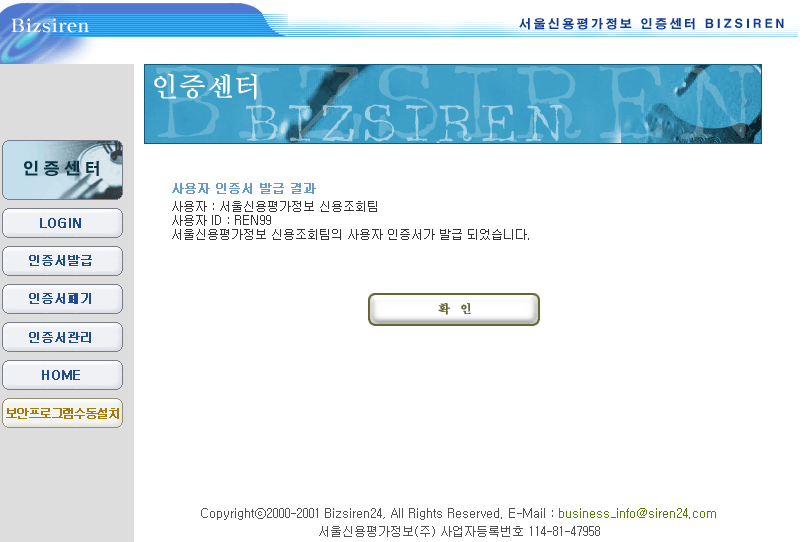 Bizsiren
서울신용평가정보 인증센터 BIZSIREN
인증센터
BIZSIREN
BIZSIREN
인증센터
LOGIN
인증서발급
인증서폐기
인증서관리
HOME
보안프로그램수동설치
사용자 인증서 발급 결과
사용자 : 서울신용평가정보 신용조회팀
사용자 ID : REN99
서울신용평가정보 신용조회팀의 사용자 인증서가 발급 되었습니다.
확 인
Copyrightⓒ2000-2001 Bizsiren24, All Rights Reserved, E-Mail : business_info@siren24.com
서울신용평가정보(주) 사업자등록번호 114-81-47958